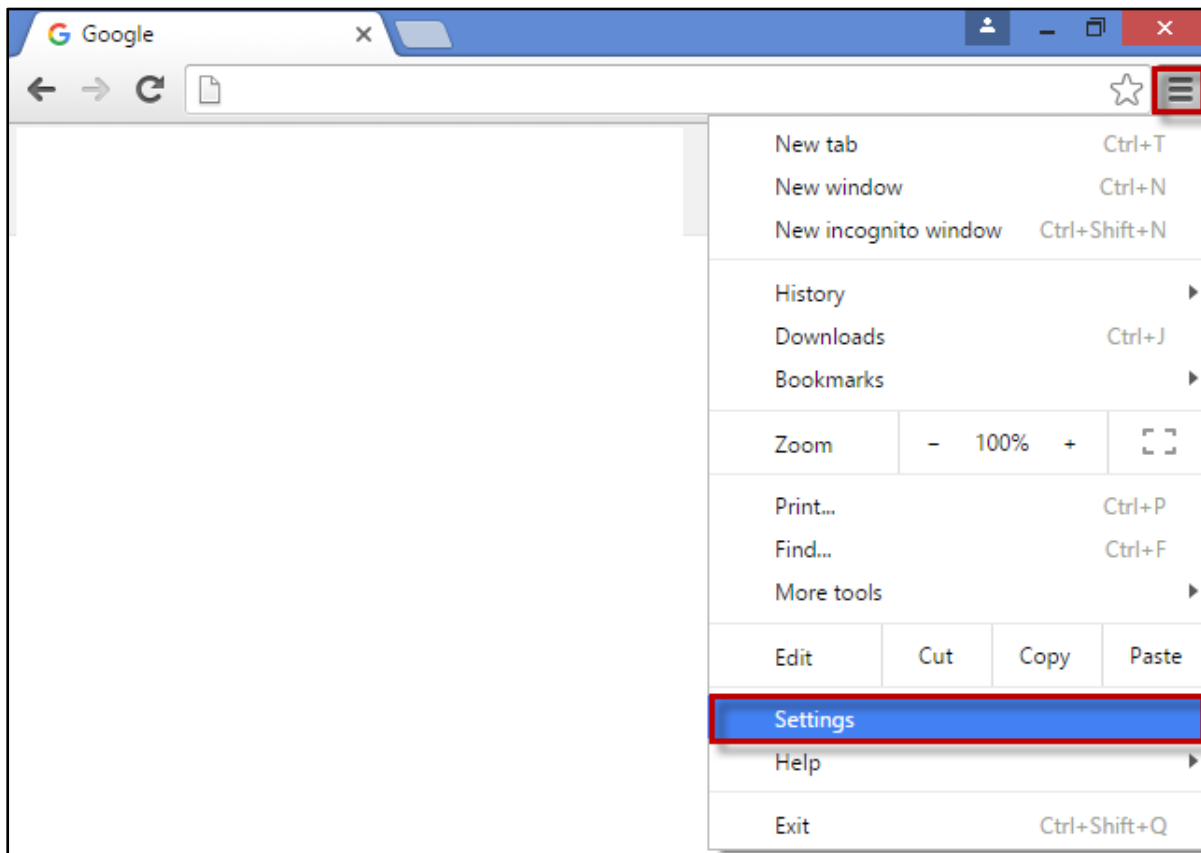 Google
New tab Ctrl+T
New window Ctrl+N
New incognito window Ctrl+Shift+N
History
Downloads Ctrl+J
Bookmarks
Zoom − 100% +
Print... Ctrl+P
Find... Ctrl+F
More tools
Edit Cut Copy Paste
Settings
Help
Exit Ctrl+Shift+Q